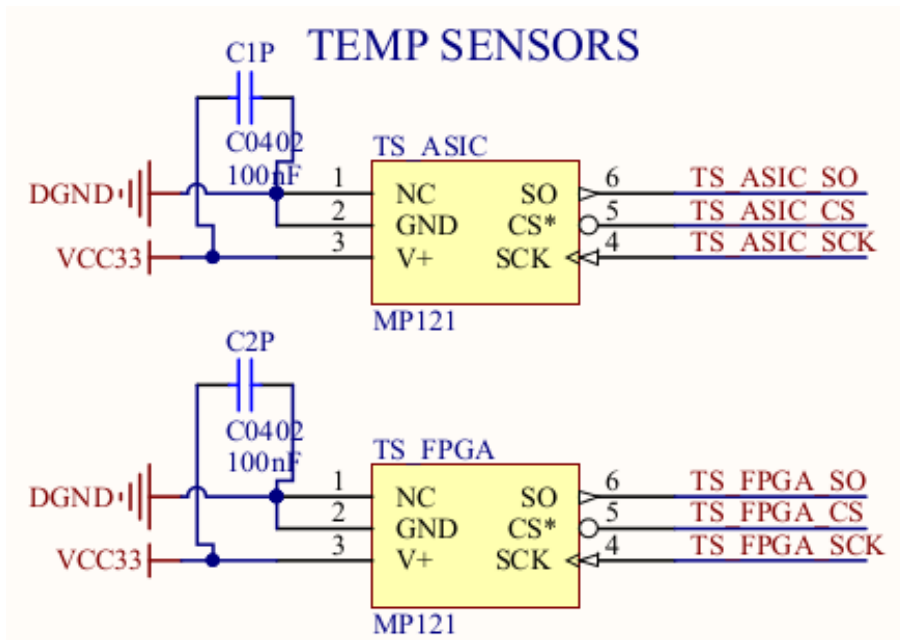 TEMP SENSORS
C1P
C0402
100nF
TS_ASIC
DGND
VCC33
1 NC SO 6 TS_ASIC_SO
2 GND CS* 5 TS_ASIC_CS
3 V+ SCK 4 TS_ASIC_SCK
MP121
C2P
C0402
100nF
TS_FPGA
DGND
VCC33
1 NC SO 6 TS_FPGA_SO
2 GND CS* 5 TS_FPGA_CS
3 V+ SCK 4 TS_FPGA_SCK
MP121